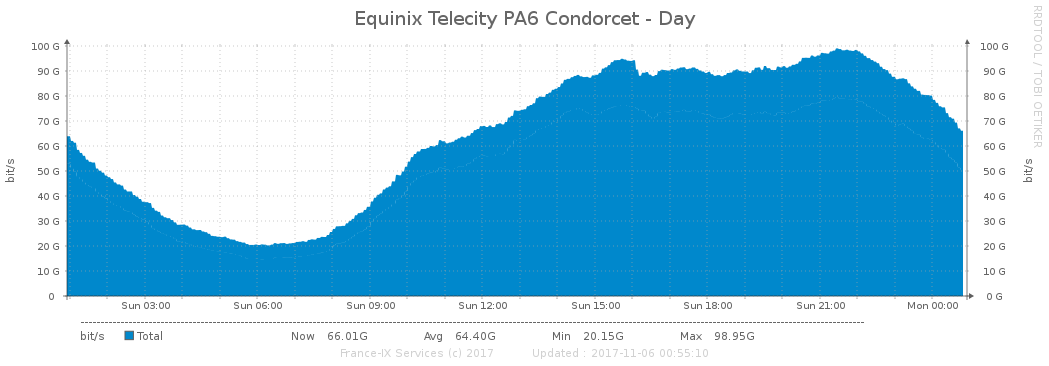 Equinix Telecity PA6 Condorcet - Day
RRDTOOL / TOBI OETIKER
bit/s
100 G
90 G
80 G
70 G
60 G
50 G
40 G
30 G
20 G
10 G
0
100 G
90 G
80 G
70 G
60 G
50 G
40 G
30 G
20 G
10 G
0 G
bit/s
Sun 03:00 Sun 06:00 Sun 09:00 Sun 12:00 Sun 15:00 Sun 18:00 Sun 21:00 Mon 00:00
bit/s Total Now 66.01G Avg 64.40G Min 20.15G Max 98.95G
France-IX Services (c) 2017 Updated : 2017-11-06 00:55:10